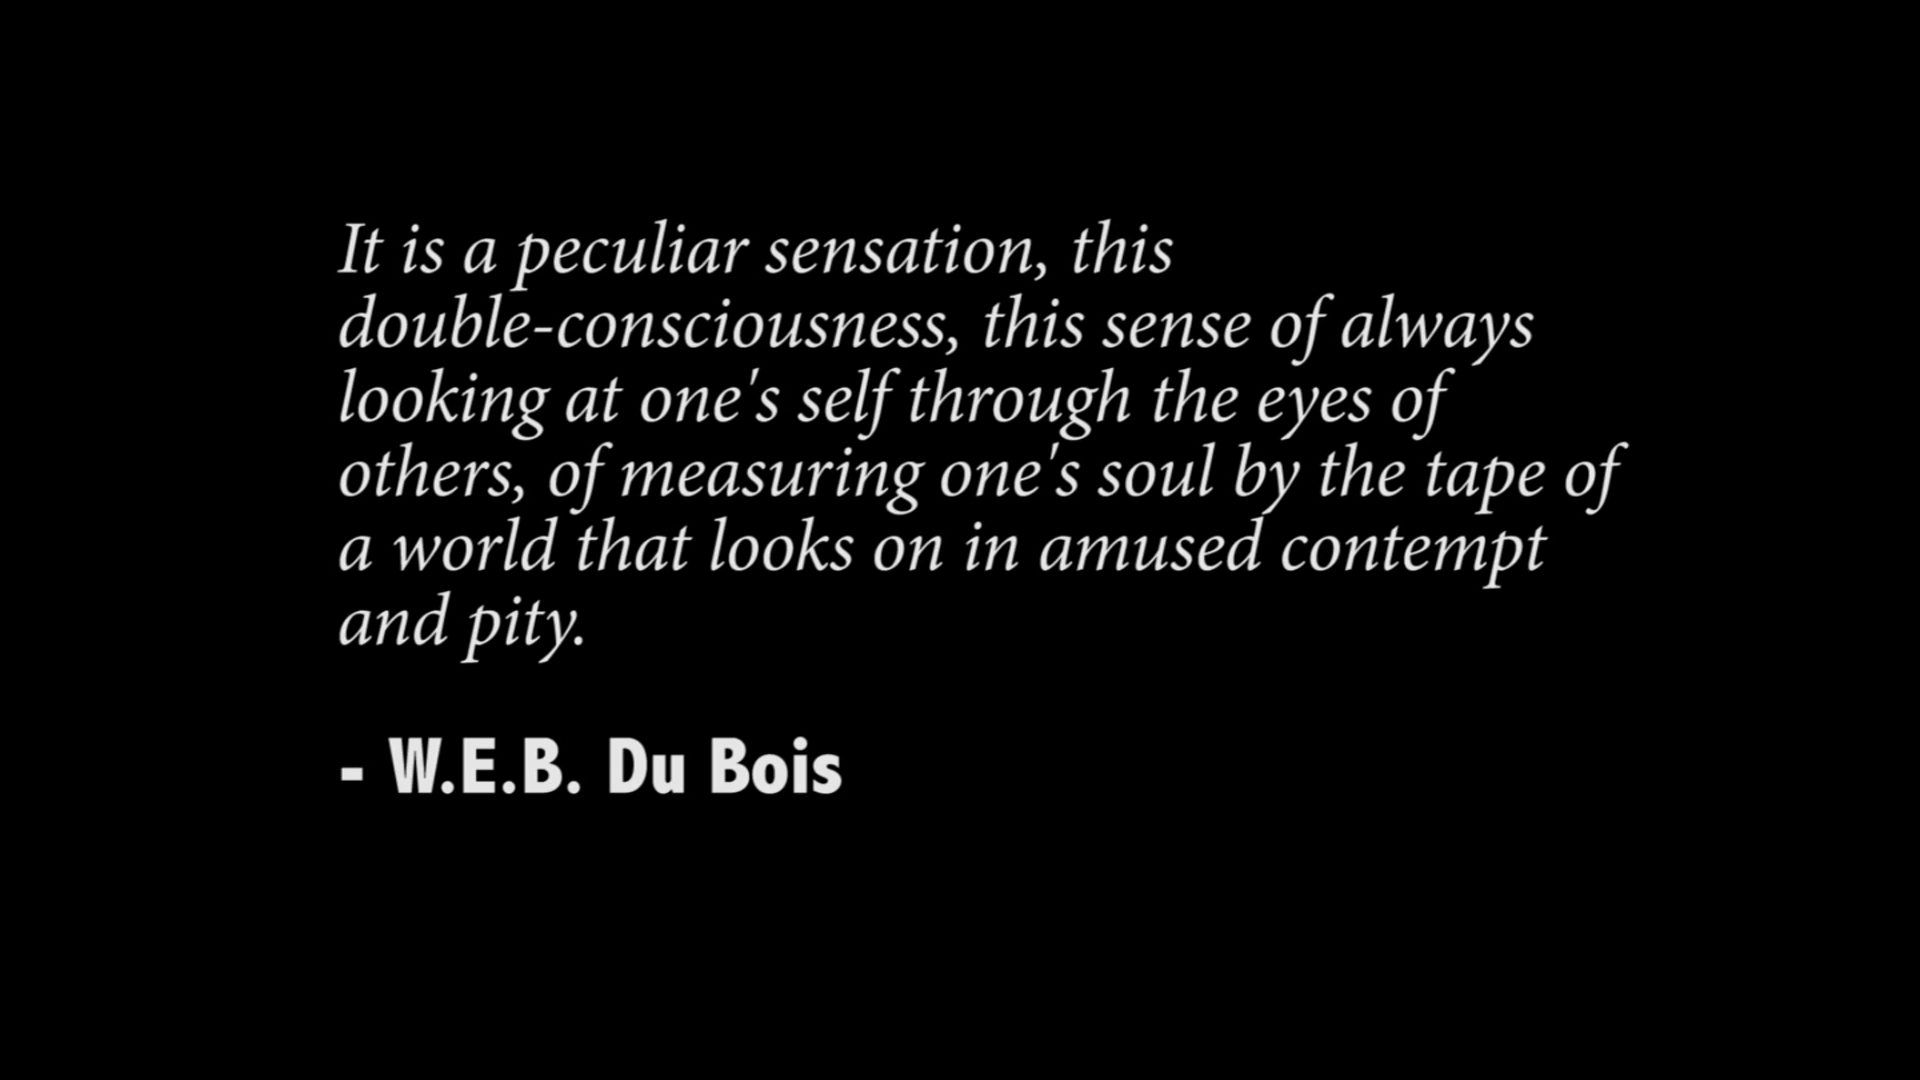 It is a peculiar sensation, this
double-consciousness, this sense of always
looking at one's self through the eyes of
others, of measuring one's soul by the tape of
a world that looks on in amused contempt
and pity.
- W.E.B. Du Bois